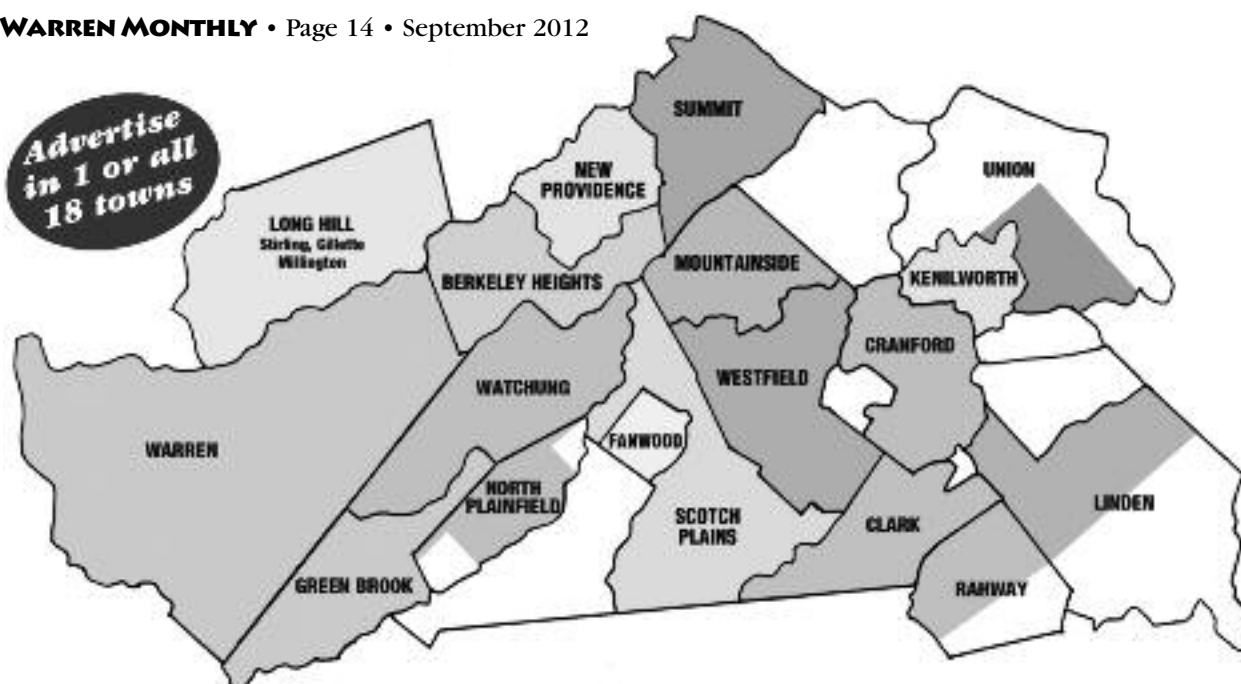 WARREN MONTHLY • Page 14 • September 2012
Advertise
in 1 or all
18 towns
SUMMIT
UNION
NEW
PROVIDENCE
LONG HILL
Stirling, Gillette
Millington
MOUNTAINSIDE
KENILWORTH
BERKELEY HEIGHTS
CRANFORD
WESTFIELD
WATCHUNG
FANWOOD
WARREN
NORTH
PLAINFIELD
LINDEN
SCOTCH
PLAINS
CLARK
GREEN BROOK
RAHWAY